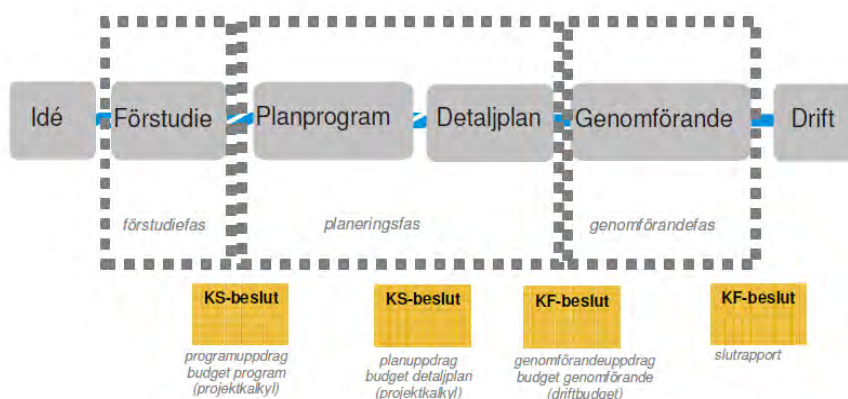 Idé
Förstudie
Planprogram
Detaljplan
Genomförande
Drift
förstudiefas
planeringsfas
genomförandefas
KS-beslut
programuppdrag
budget program
(projektkalkyl)
KS-beslut
planuppdrag
budget detaljplan
(projektkalkyl)
KF-beslut
genomförandeuppdrag
budget genomförande
(driftbudget)
KF-beslut
slutrapport